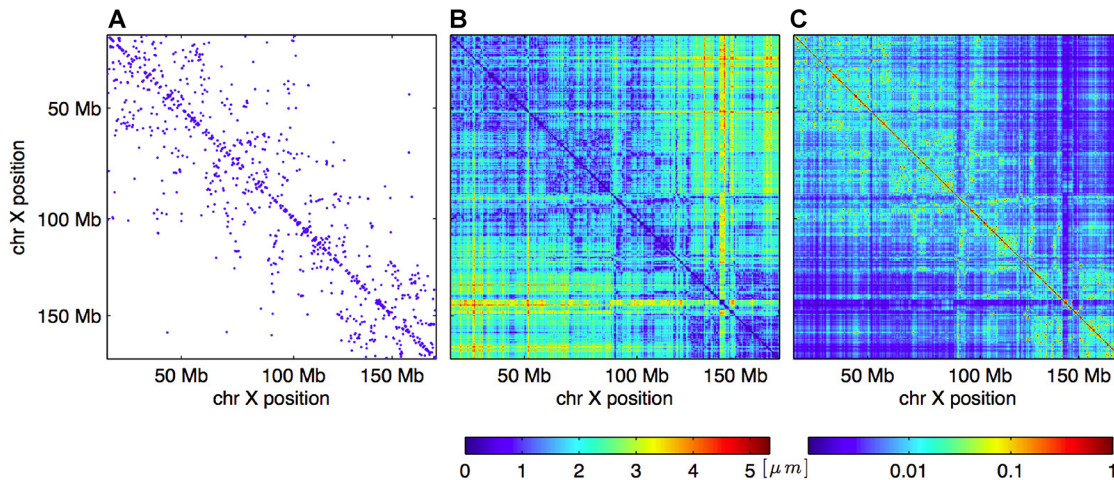 A
B
C
chr X position
50 Mb
100 Mb
150 Mb
50 Mb
100 Mb
150 Mb
chr X position
50 Mb
100 Mb
150 Mb
chr X position
50 Mb
100 Mb
150 Mb
chr X position
0 1 2 3 4 5 [μm]
0.01 0.1 1